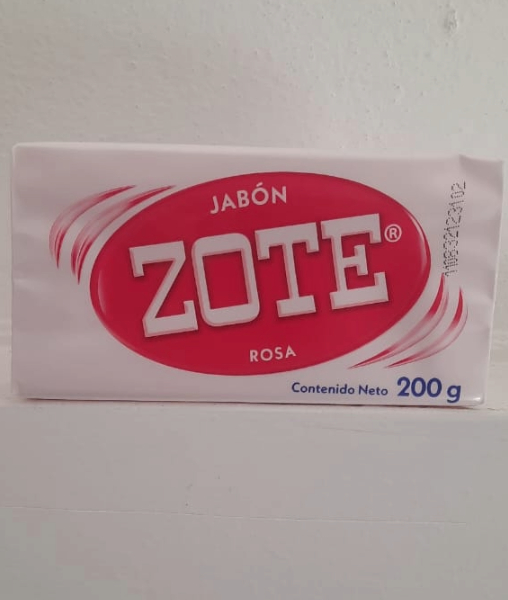 JABÓN
ZOTE®
ROSA
Contenido Neto 200 g